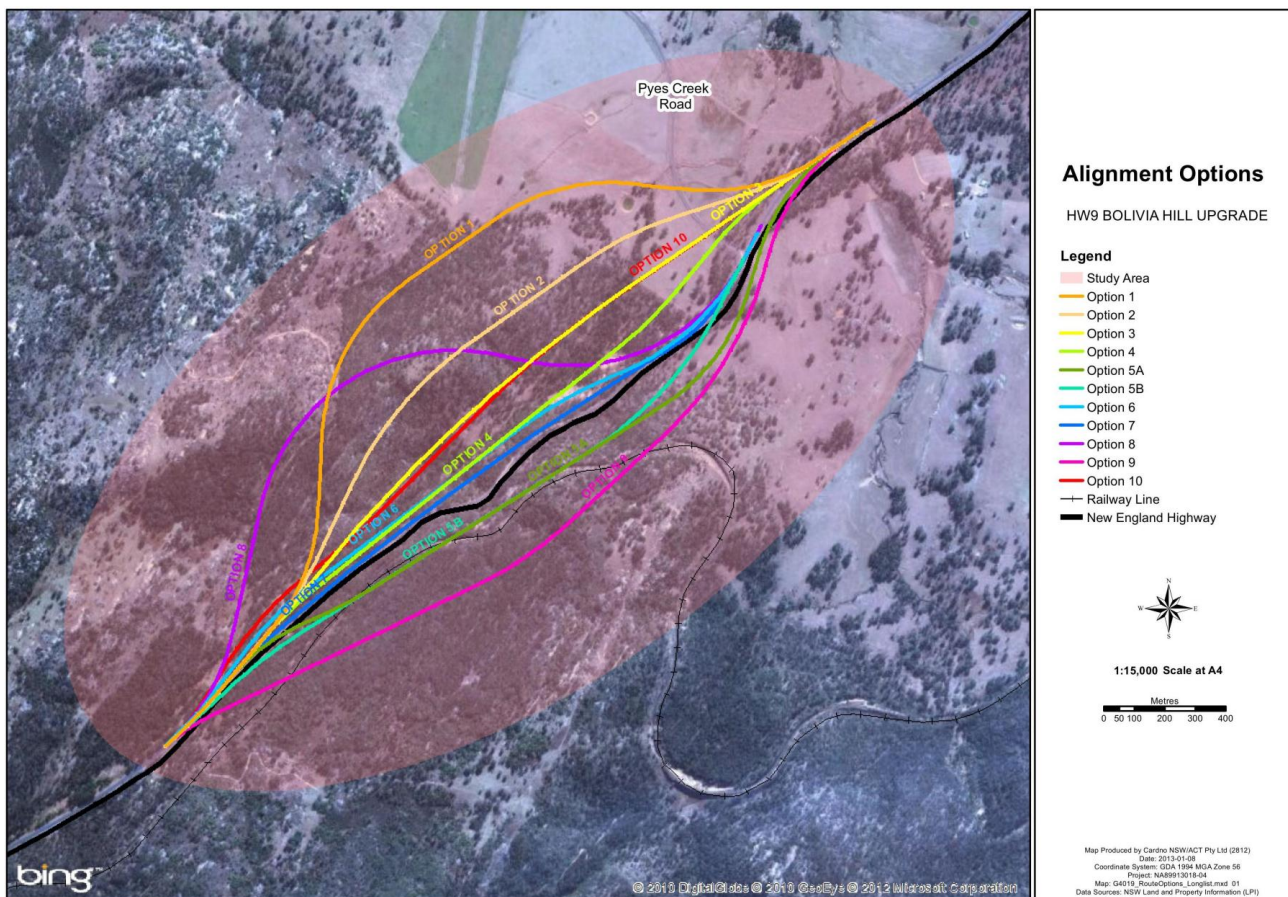 Pyes Creek
Road
OPTION 1
OPTION 2
OPTION 3
OPTION 10
OPTION 4
OPTION 6
OPTION 5B
OPTION 8
OPTION 9
bing
© 2010 DigitalGlobe © 2010 GeoEye © 2012 Microsoft Corporation
Alignment Options
HW9 BOLIVIA HILL UPGRADE
Legend
Study Area
Option 1
Option 2
Option 3
Option 4
Option 5A
Option 5B
Option 6
Option 7
Option 8
Option 9
Option 10
Railway Line
New England Highway
N
W E
S
1:15,000 Scale at A4
Metres
0 50 100 200 300 400
Map Produced by Cardno NSW/ACT Pty Ltd (2812)
Date: 2013-01-08
Coordinate System: GDA 1994 MGA Zone 56
Project: NA89913018-04
Map: G4019_RouteOptions_Longlist.mxd 01
Data Sources: NSW Land and Property Information (LPI)